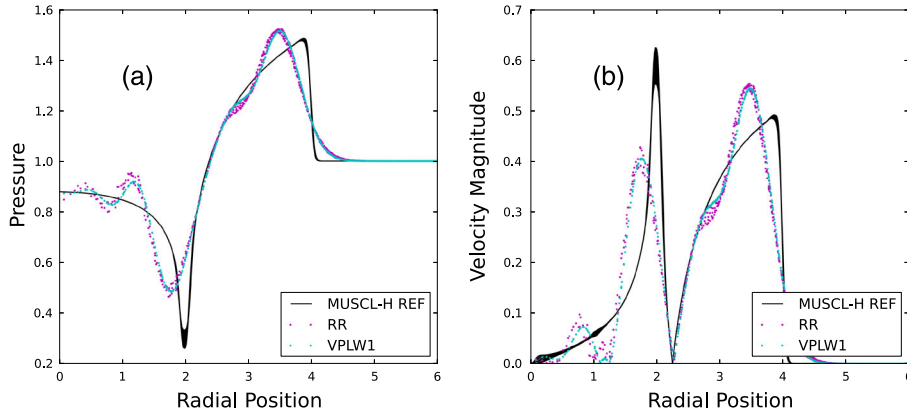 1.6
1.4
1.2
1.0
0.8
0.6
0.4
0.2
Pressure
(a)
MUSCL-H REF
RR
VPLW1
0 1 2 3 4 5 6
Radial Position
0.7
0.6
0.5
0.4
0.3
0.2
0.1
0.0
Velocity Magnitude
(b)
MUSCL-H REF
RR
VPLW1
0 1 2 3 4 5 6
Radial Position